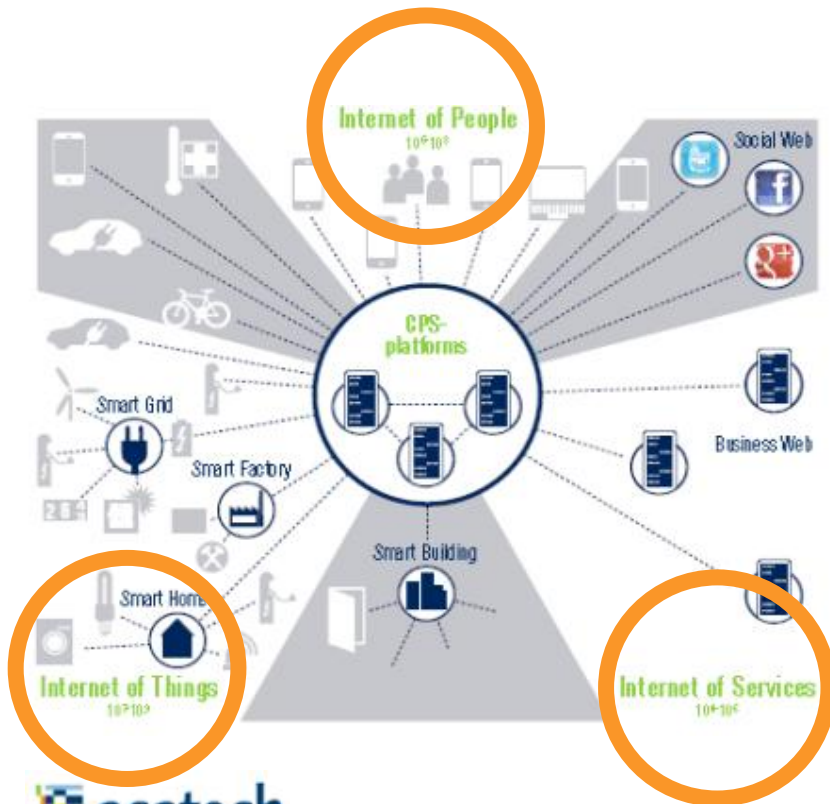 Internet of People
Social Web
CPS-
platforms
Smart Grid
Business Web
Smart Factory
Smart Building
Smart Home
Internet of Things
Internet of Services